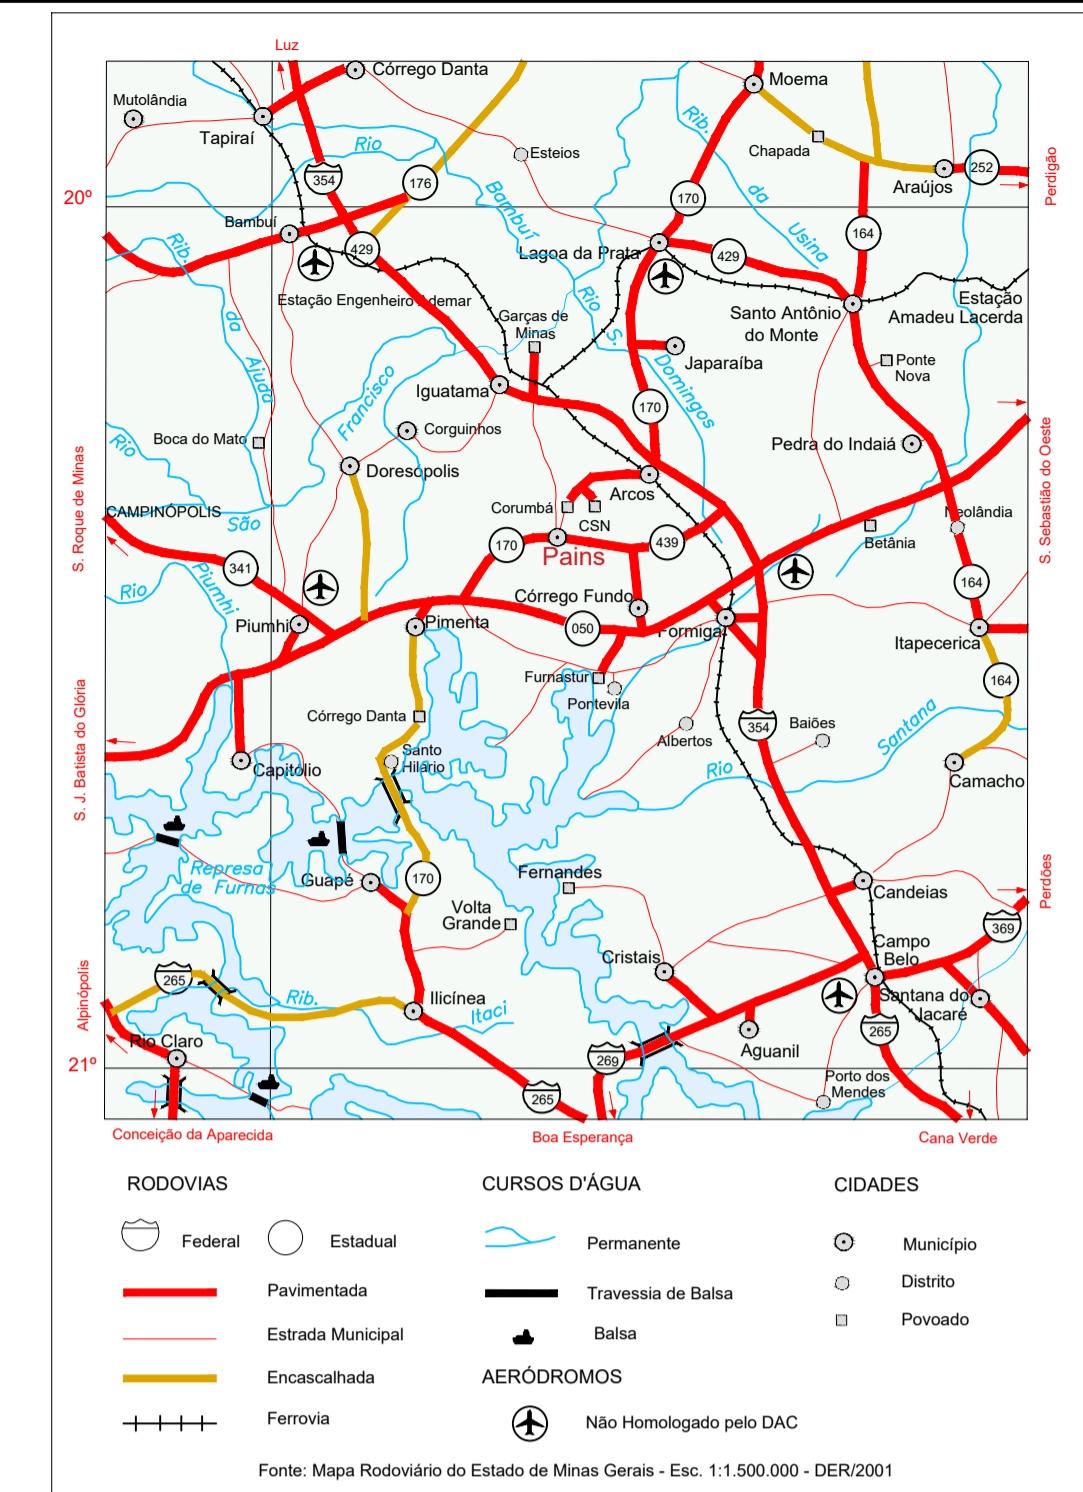 Luz
Córrego Danta
Moema
Mutolândia
Tapiraí
Rio
Esteios
Rib.
Chapada
Araújos
252
Perdigão
354
176
Bambuí
170
da
Usina
20º
Bambuí
Rib.
429
Lagoa da Prata
429
164
Estação Engenheiro Ademar
Rio
S.
Domingos
Garças de
Minas
Santo Antônio
do Monte
Estação
Amadeu Lacerda
da
Ajuda
Iguatama
Japaraíba
Ponte
Nova
Francisco
170
Rio
Boca do Mato
Corguinhos
Doresópolis
Pedra do Indaiá
S. Roque de Minas
S. Sebastião do Oeste
CAMPINÓPOLIS
São
Corumbá
CSN
Arcos
Neolândia
Betânia
341
170
Pains
439
Rio
Piumhi
Córrego Fundo
164
Piumhi
Pimenta
050
Formiga
Itapecerica
Furnastur
Pontevila
164
S. J. Batista do Glória
Córrego Danta
Albertos
354
Baiões
Santana
Santo
Hilário
Capitólio
Rio
Camacho
Represa
de Furnas
Guapé
170
Fernandes
Candeias
Perdões
Volta
Grande
369
Cristais
Campo
Belo
Alpinópolis
265
Rib.
Itaci
Ilicínea
Santana do
Jacaré
265
Rio Claro
Aguanil
21º
269
265
Porto dos
Mendes
Conceição da Aparecida
Boa Esperança
Cana Verde
RODOVIAS
CURSOS D'ÁGUA
CIDADES
Federal
Estadual
Permanente
Município
Pavimentada
Travessia de Balsa
Distrito
Estrada Municipal
Balsa
Povoado
Encascalhada
AERÓDROMOS
Ferrovia
Não Homologado pelo DAC
Fonte: Mapa Rodoviário do Estado de Minas Gerais - Esc. 1:1.500.000 - DER/2001